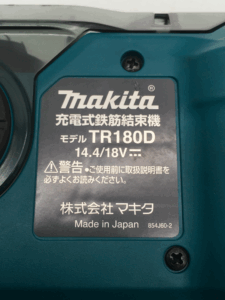 makita®
充電式鉄筋結束機
モデル TR180D
14.4/18V⎓
⚠警告●ご使用前に取扱説明書を
必ずよくお読みください。
株式会社 マキタ
Made in Japan 854J60-2